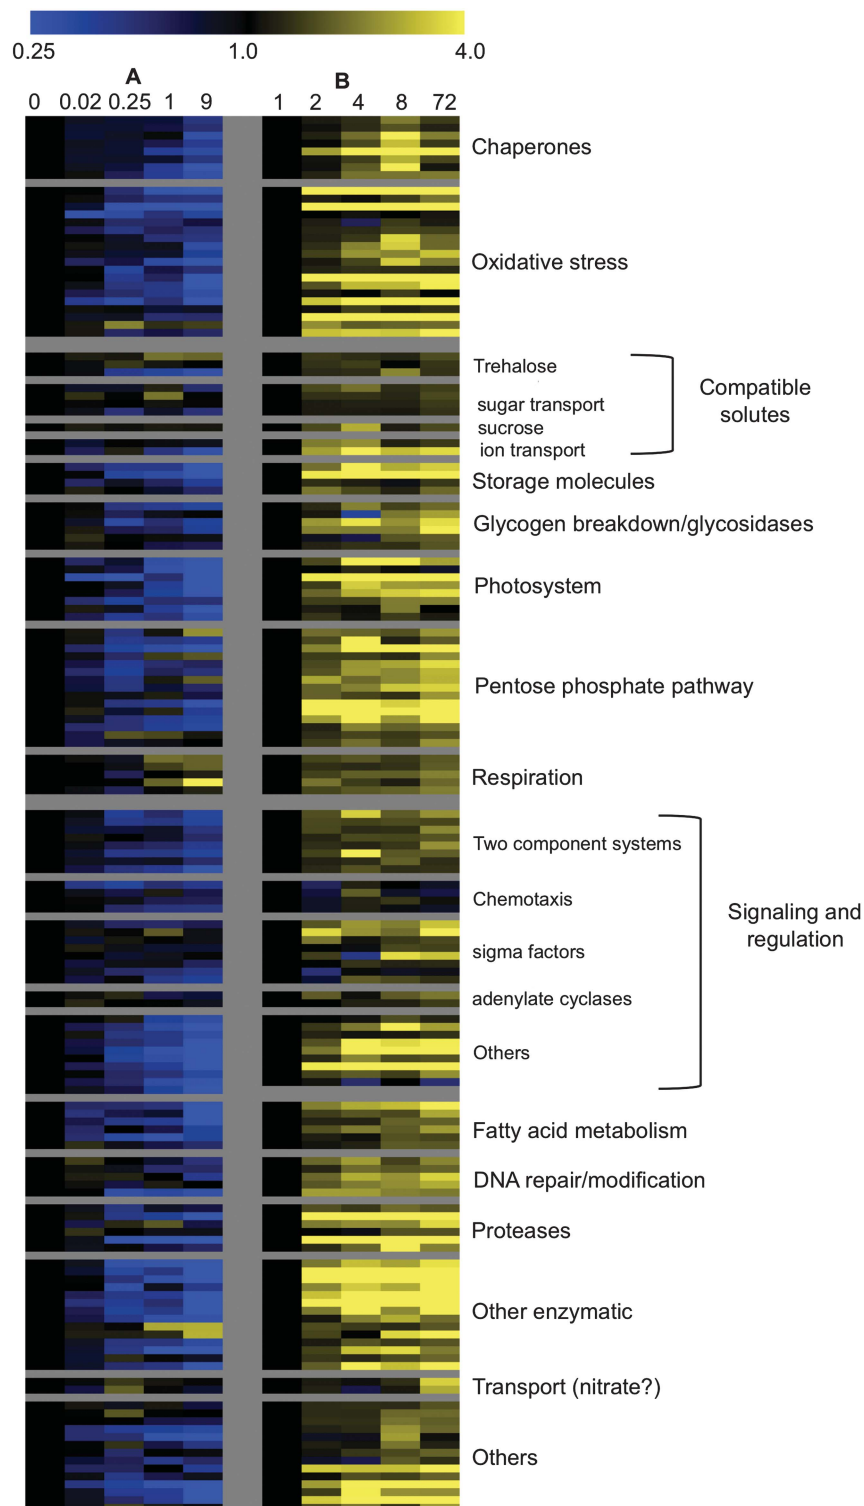 0.25 1.0 4.0
A B
0 0.02 0.25 1 9 1 2 4 8 72
Chaperones
Oxidative stress
Trehalose
Compatible
solutes
sugar transport
sucrose
ion transport
Storage molecules
Glycogen breakdown/glycosidases
Photosystem
Pentose phosphate pathway
Respiration
Two component systems
Chemotaxis
Signaling and
regulation
sigma factors
adenylate cyclases
Others
Fatty acid metabolism
DNA repair/modification
Proteases
Other enzymatic
Transport (nitrate?)
Others